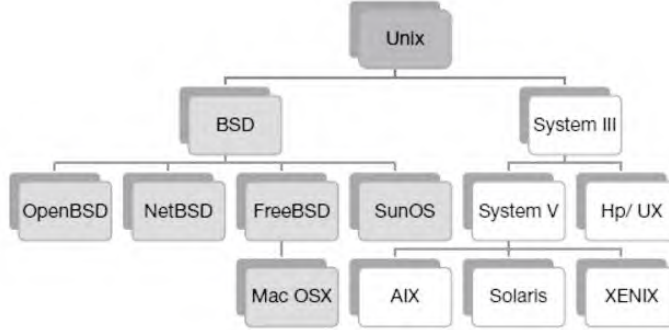 Unix
BSD
System III
OpenBSD
NetBSD
FreeBSD
SunOS
System V
Hp/ UX
Mac OSX
AIX
Solaris
XENIX